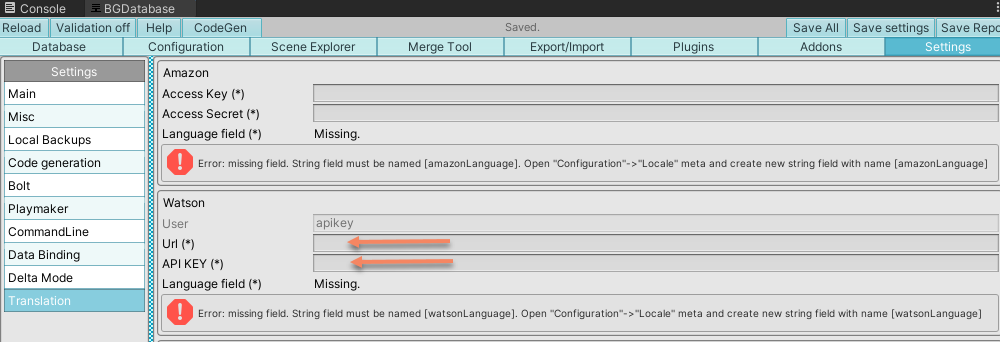 Console BGDatabase
Reload Validation off Help CodeGen Saved. Save All Save settings Save Repo
Database Configuration Scene Explorer Merge Tool Export/Import Plugins Addons Settings
Settings
Main
Misc
Local Backups
Code generation
Bolt
Playmaker
CommandLine
Data Binding
Delta Mode
Translation
Amazon
Access Key (*)
Access Secret (*)
Language field (*) Missing.
Error: missing field. String field must be named [amazonLanguage]. Open "Configuration"->"Locale" meta and create new string field with name [amazonLanguage]
Watson
User apikey
Url (*)
API KEY (*)
Language field (*) Missing.
Error: missing field. String field must be named [watsonLanguage]. Open "Configuration"->"Locale" meta and create new string field with name [watsonLanguage]